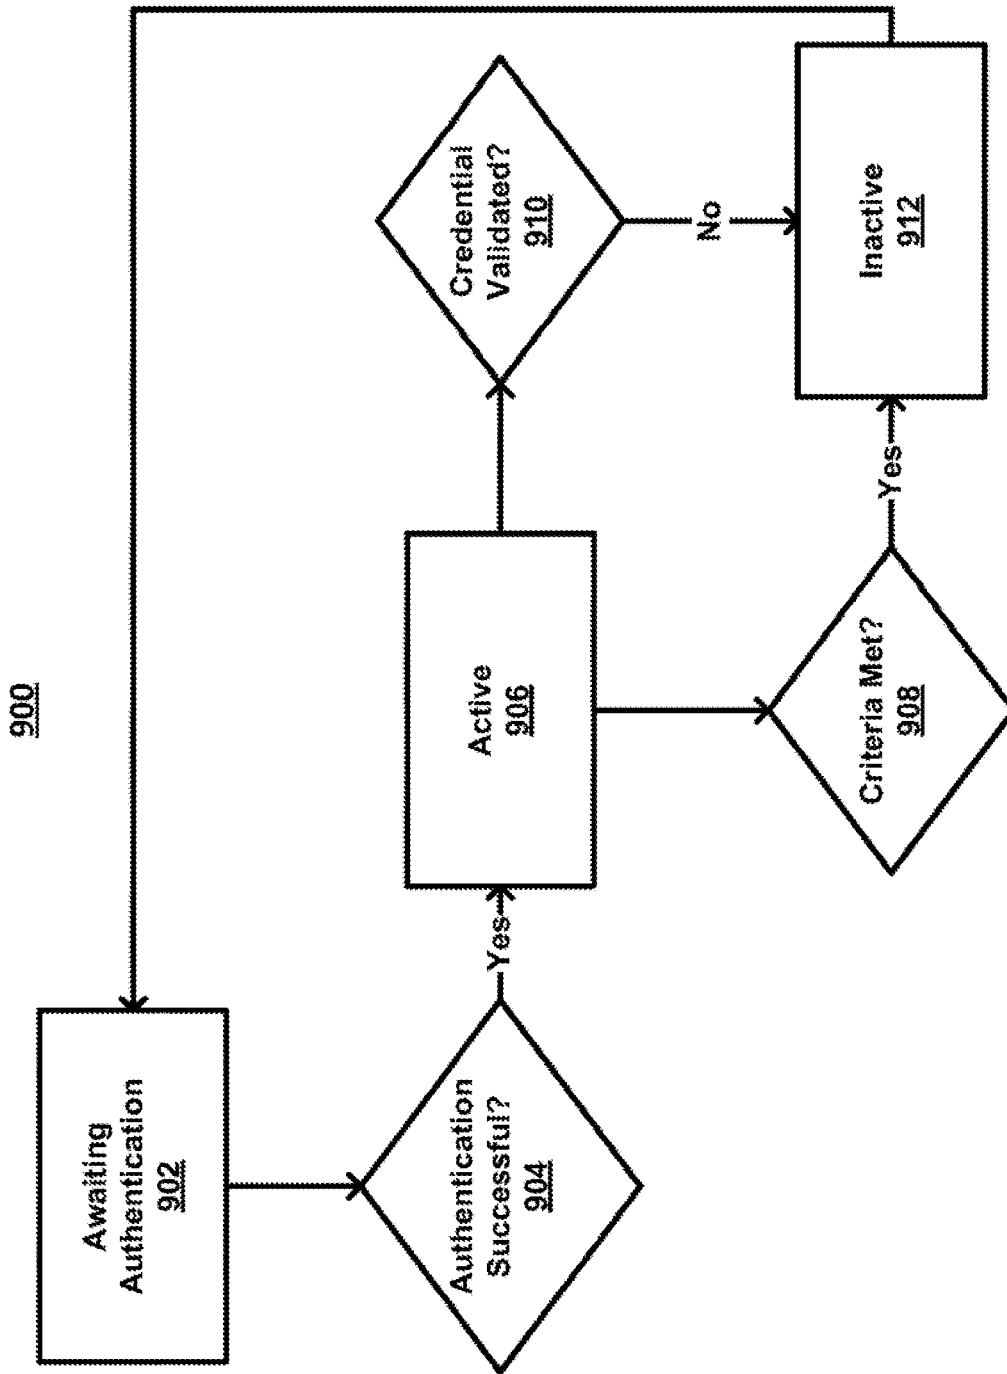 900
Awaiting
Authentication
902
Authentication
Successful?
904
Yes
Active
906
Criteria Met?
908
Yes
Credential
Validated?
910
No
Inactive
912